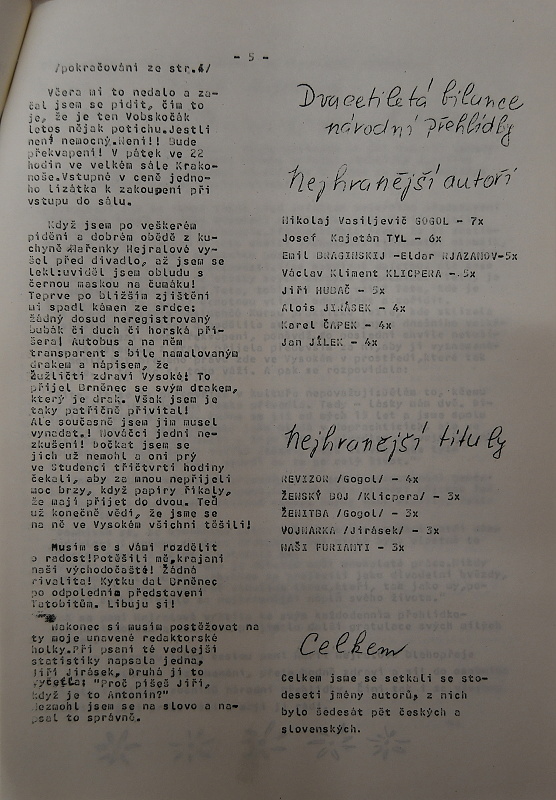 - 5 -
/pokračování ze str.4/
Včera mi to nedalo a za-
čal jsem se pídit, čím to
je, že je ten Vobskočák
letos nějak potichu.Jestli
není nemocný.Není!! Bude
překvapení! V pátek ve 22
hodin ve velkém sále Krako-
noše.Vstupné v ceně jedno-
ho lízátka k zakoupení při
vstupu do sálu.
Když jsem po veškerém
pídění a dobrém obědě z ku-
chyně Mařenky Hejralové vy-
šel před divadlo, až jsem se
lekl:uviděl jsem obludu s
černou maskou na čumáku!
Teprve po bližším zjištění
mi spadl kámen ze srdce:
žádný dosud neregistrovaný
bubák či duch či horská pří-
šera! Autobus a na něm
transparent s bíle namalovaným
drakem a nápisem, že
Žužličtí zdraví Vysoké! To
přijel Brněnec se svým drakem,
který je drak. Však jsem je
taky patřičně přivítal!
Ale současně jsem jim musel
vynadat.! Nováčci jedni ne-
zkušení! Dočkat jsem se
jich už nemohl a oni prý
ve Studenci třičtvrti hodiny
čekali, aby za mnou nepřijeli
moc brzy, když papíry říkaly,
že mají přijet do dvou. Teď
už konečně vědí, že jsme se
na ně ve Vysokém všichni těšili!
Musím se s Vámi rozdělit
o radost!Potěšili mě,krajani
naši východočeští! Žádná
rivalita! Kytku dal Brněnec
po odpoledním představení
Tatobitům. Libuju si!
Nakonec si musím postěžovat na
ty moje unavené redaktorské
holky.Při psaní té vedlejší
statistiky napsala jedna,
Jiří Jirásek, Druhá jí to
vyčetla: "Proč píšeš Jiří,
když je to Antonín?"
Nezmohl jsem se na slovo a na-
psal to správně.
Dvacetiletá bilance
národní přehlídky
Nejhranější autoři
Nikolaj Vasiljevič GOGOL - 7x
Josef Kajetán TYL - 6x
Emil BRAGINSKIJ -Eldar RJAZANOV-5x
Václav Kliment KLICPERA - 5x
Jiří HUBAČ - 5x
Alois JIRÁSEK - 4x
Karel ČAPEK - 4x
Jan JÍLEK - 4x
Nejhranější tituly
REVIZOR /Gogol/ - 4x
ŽENSKÝ BOJ /Klicpera/ - 3x
ŽENITBA /Gogol/ - 3x
VOJNARKA /Jirásek/ - 3x
NAŠI FURIANTI - 3x
Celkem
Celkem jsme se setkali se sto-
deseti jmény autorů, z nich
bylo šedesát pět českých a
slovenských.